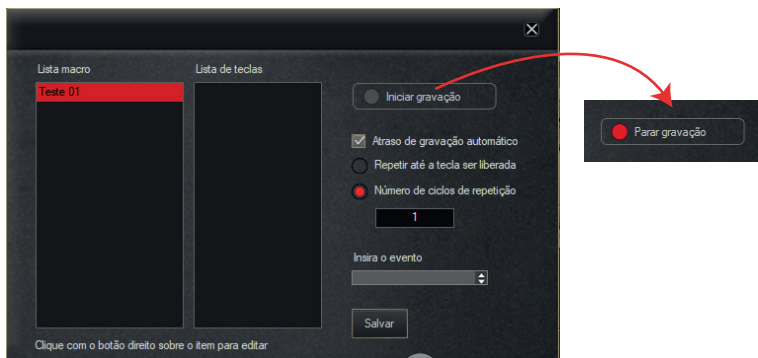 Lista macro
Lista de teclas
Teste 01
Iniciar gravação
Parar gravação
Atraso de gravação automático
Repetir até a tecla ser liberada
Número de ciclos de repetição
1
Insira o evento
Salvar
Clique com o botão direito sobre o item para editar